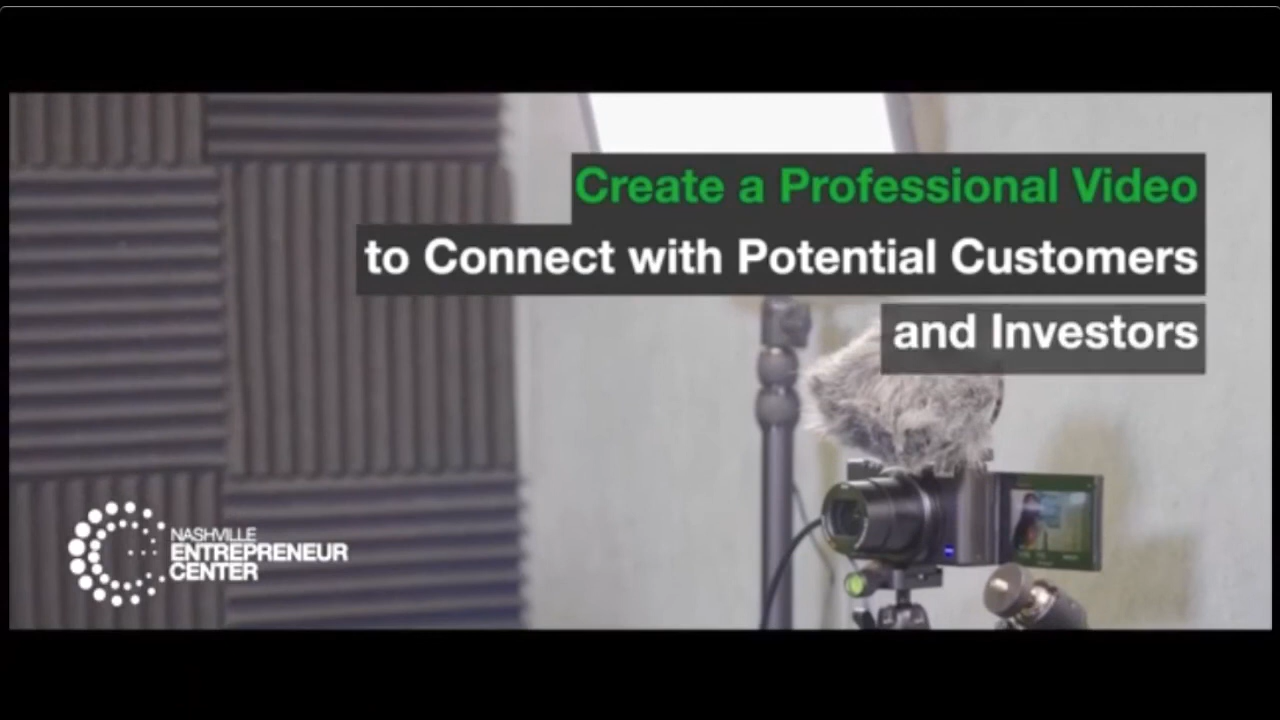 Create a Professional Video
to Connect with Potential Customers
and Investors
NASHVILLE
ENTREPRENEUR
CENTER